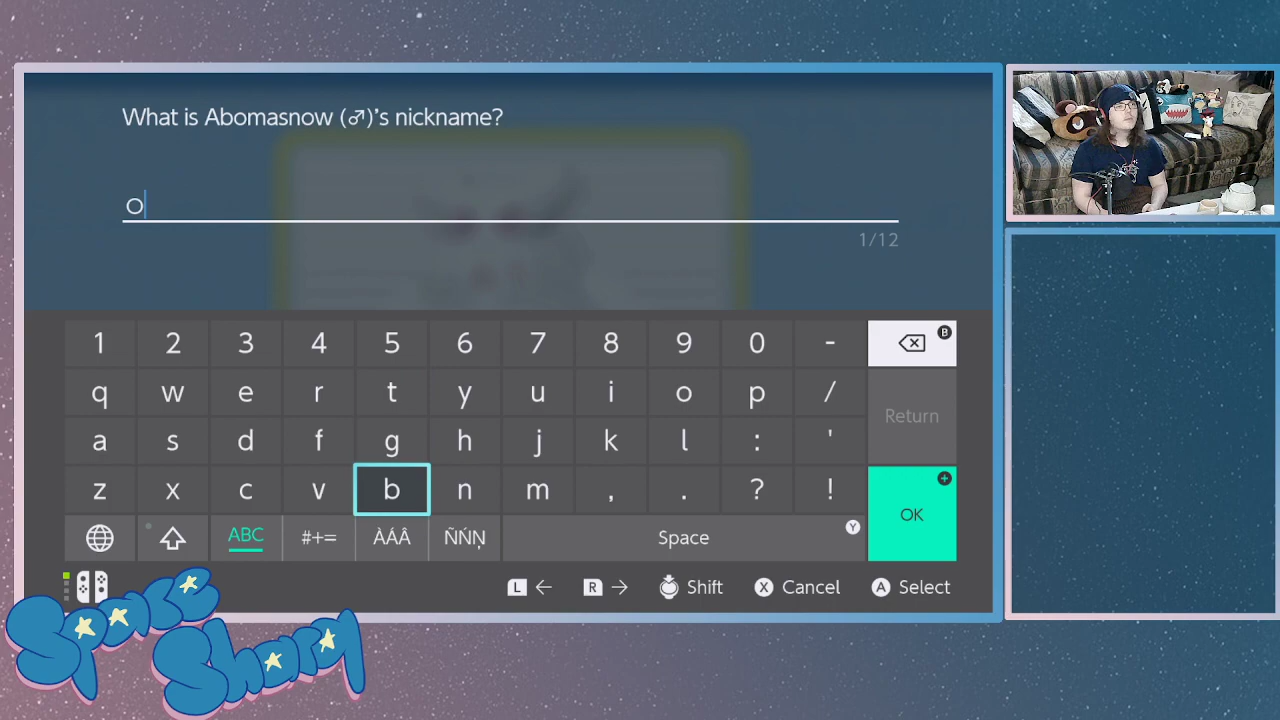 What is Abomasnow (♂)'s nickname?
O
1/12
1 2 3 4 5 6 7 8 9 0 - B
q w e r t y u i o p / Return
a s d f g h j k l : '
z x c v b n m , . ? ! OK +
ABC #+= ÀÁÂ ÑŃŅ Space Y
L ← R → Shift X Cancel A Select
Space
Sharq